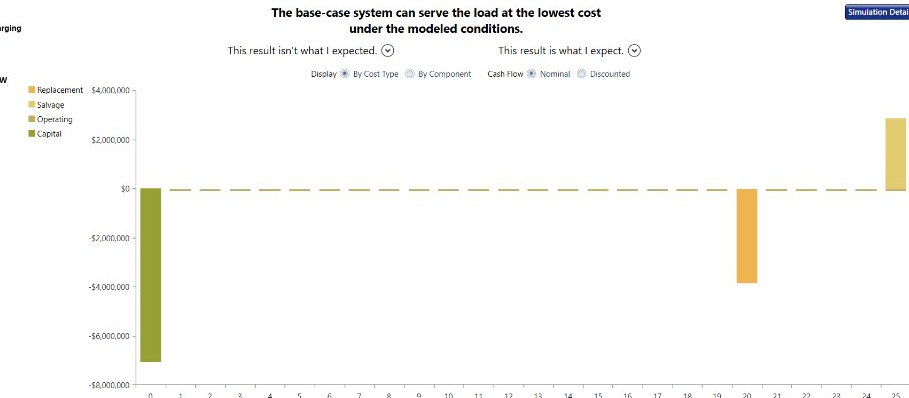 The base-case system can serve the load at the lowest cost
under the modeled conditions.
Simulation Detai
arging
This result isn't what I expected.
This result is what I expect.
Display By Cost Type By Component Cash Flow Nominal Discounted
w
Replacement
Salvage
Operating
Capital
$4,000,000
$2,000,000
$0
-$2,000,000
-$4,000,000
-$6,000,000
-$8,000,000
0 1 2 3 4 5 6 7 8 9 10 11 12 13 14 15 16 17 18 19 20 21 22 23 24 25